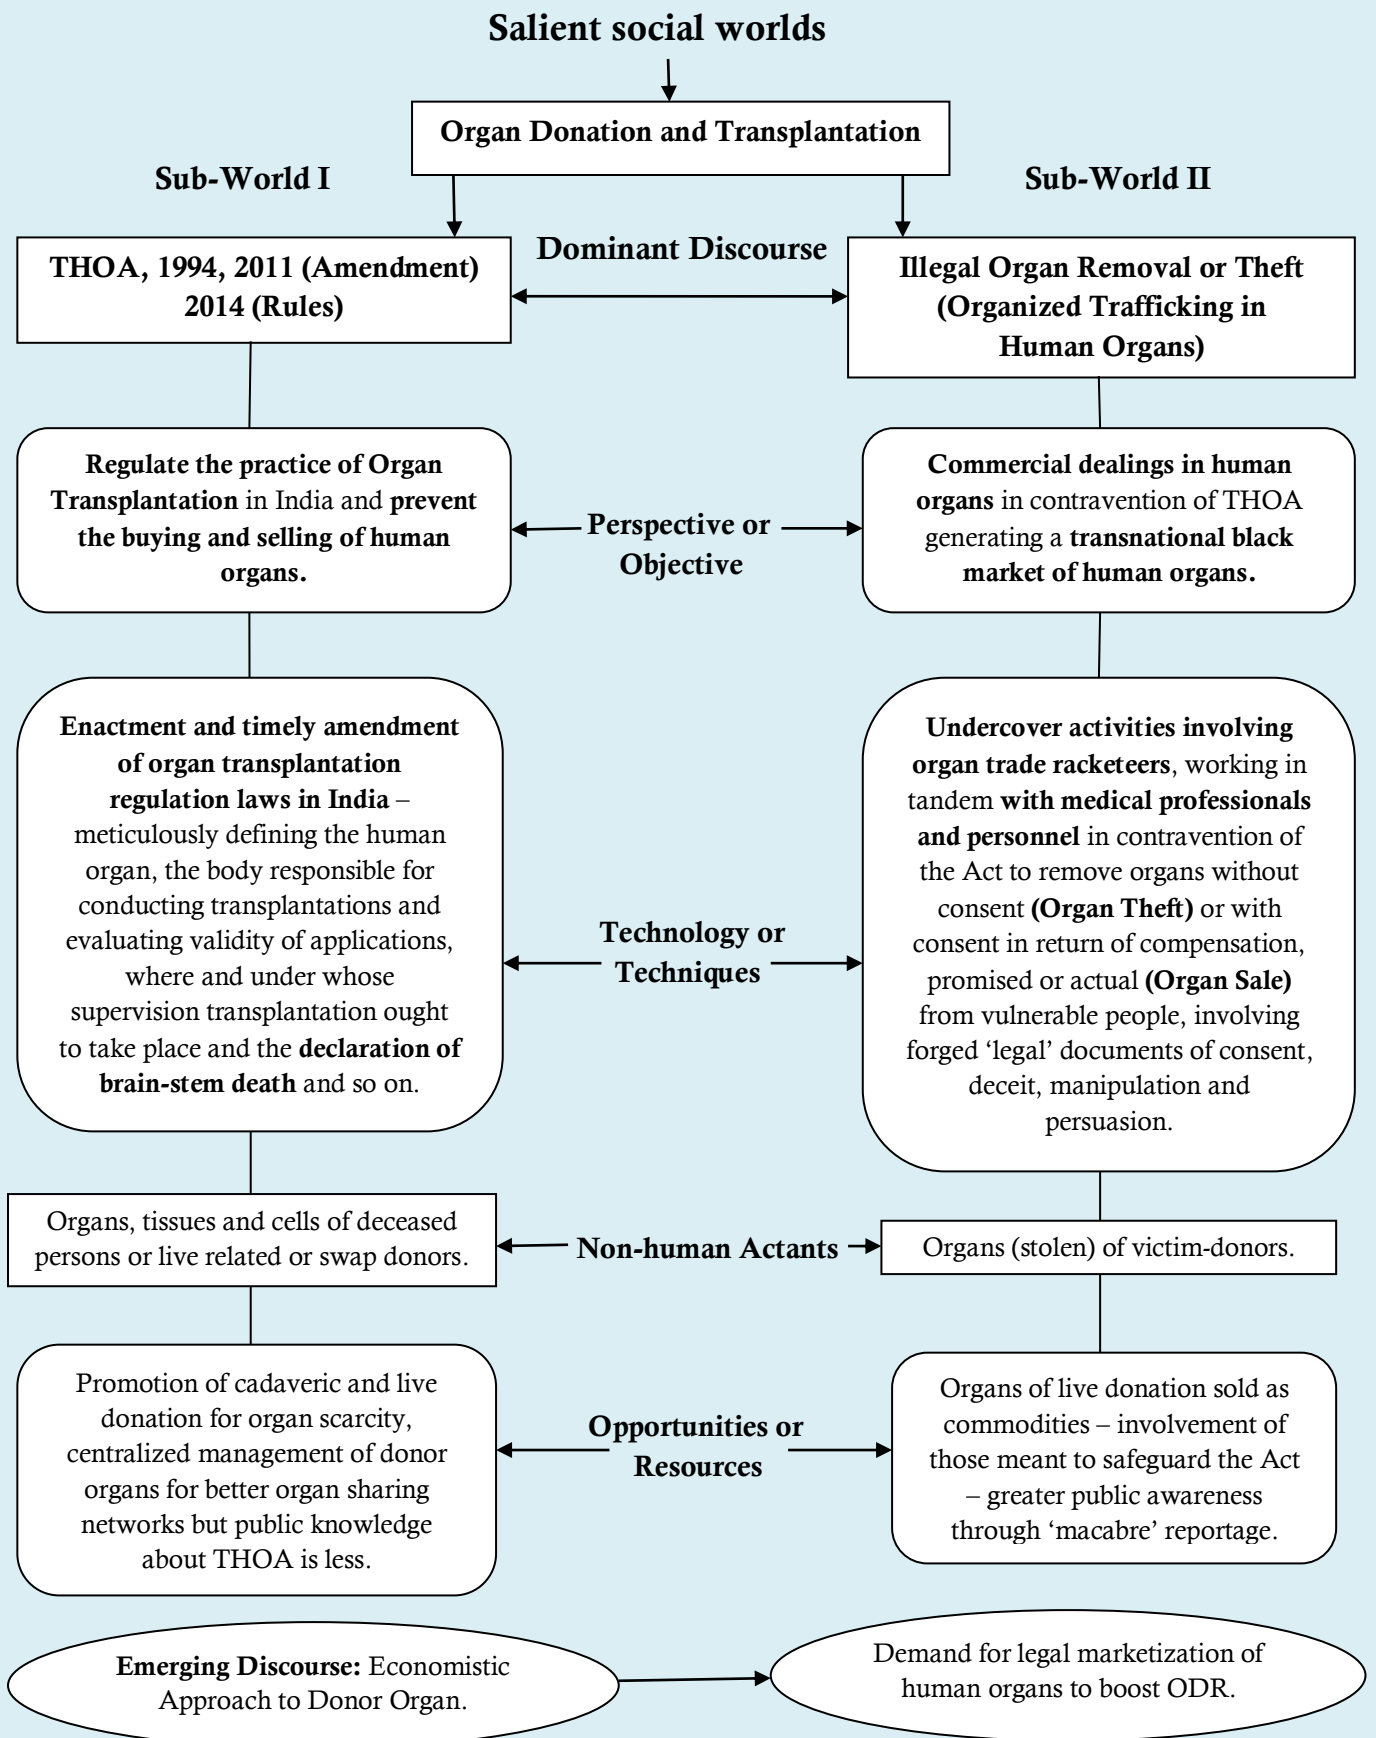 Salient social worlds
Organ Donation and Transplantation
Sub-World I
Sub-World II
Dominant Discourse
THOA, 1994, 2011 (Amendment)
2014 (Rules)
Illegal Organ Removal or Theft
(Organized Trafficking in
Human Organs)
Regulate the practice of Organ
Transplantation in India and prevent
the buying and selling of human
organs.
Perspective or
Objective
Commercial dealings in human
organs in contravention of THOA
generating a transnational black
market of human organs.
Enactment and timely amendment
of organ transplantation
regulation laws in India –
meticulously defining the human
organ, the body responsible for
conducting transplantations and
evaluating validity of applications,
where and under whose
supervision transplantation ought
to take place and the declaration of
brain-stem death and so on.
Technology or
Techniques
Undercover activities involving
organ trade racketeers, working in
tandem with medical professionals
and personnel in contravention of
the Act to remove organs without
consent (Organ Theft) or with
consent in return of compensation,
promised or actual (Organ Sale)
from vulnerable people, involving
forged ‘legal’ documents of consent,
deceit, manipulation and
persuasion.
Organs, tissues and cells of deceased
persons or live related or swap donors.
Non-human Actants
Organs (stolen) of victim-donors.
Promotion of cadaveric and live
donation for organ scarcity,
centralized management of donor
organs for better organ sharing
networks but public knowledge
about THOA is less.
Opportunities or
Resources
Organs of live donation sold as
commodities – involvement of
those meant to safeguard the Act
– greater public awareness
through ‘macabre’ reportage.
Emerging Discourse: Economistic
Approach to Donor Organ.
Demand for legal marketization of
human organs to boost ODR.